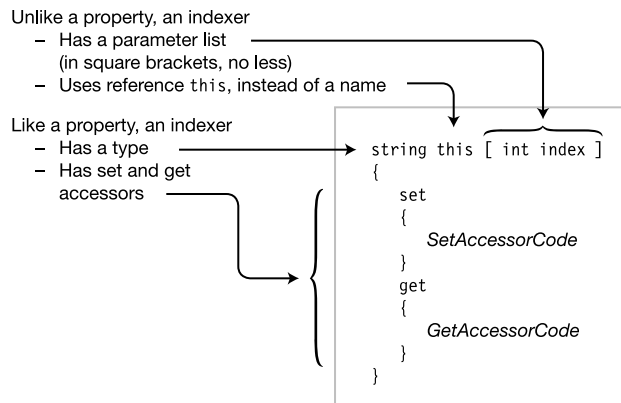 Unlike a property, an indexer
– Has a parameter list
(in square brackets, no less)
– Uses reference this, instead of a name
Like a property, an indexer
– Has a type
– Has set and get
accessors
string this [ int index ]
{
set
{
SetAccessorCode
}
get
{
GetAccessorCode
}
}